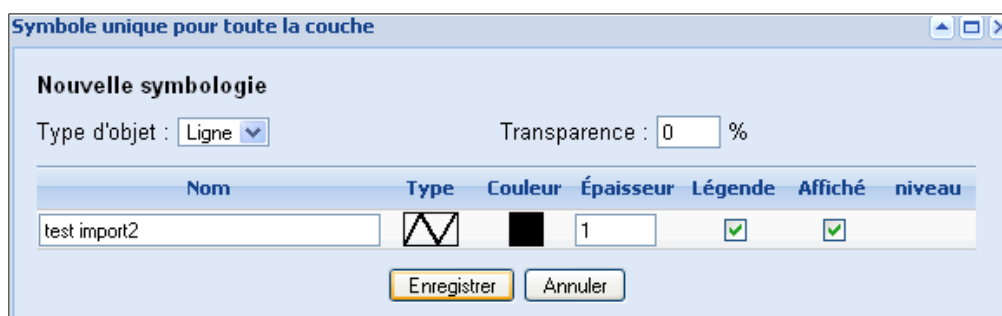 Symbole unique pour toute la couche
Nouvelle symbologie
Type d'objet : Ligne Transparence : 0 %
Nom Type Couleur Épaisseur Légende Affiché niveau
test import2 1
Enregistrer Annuler